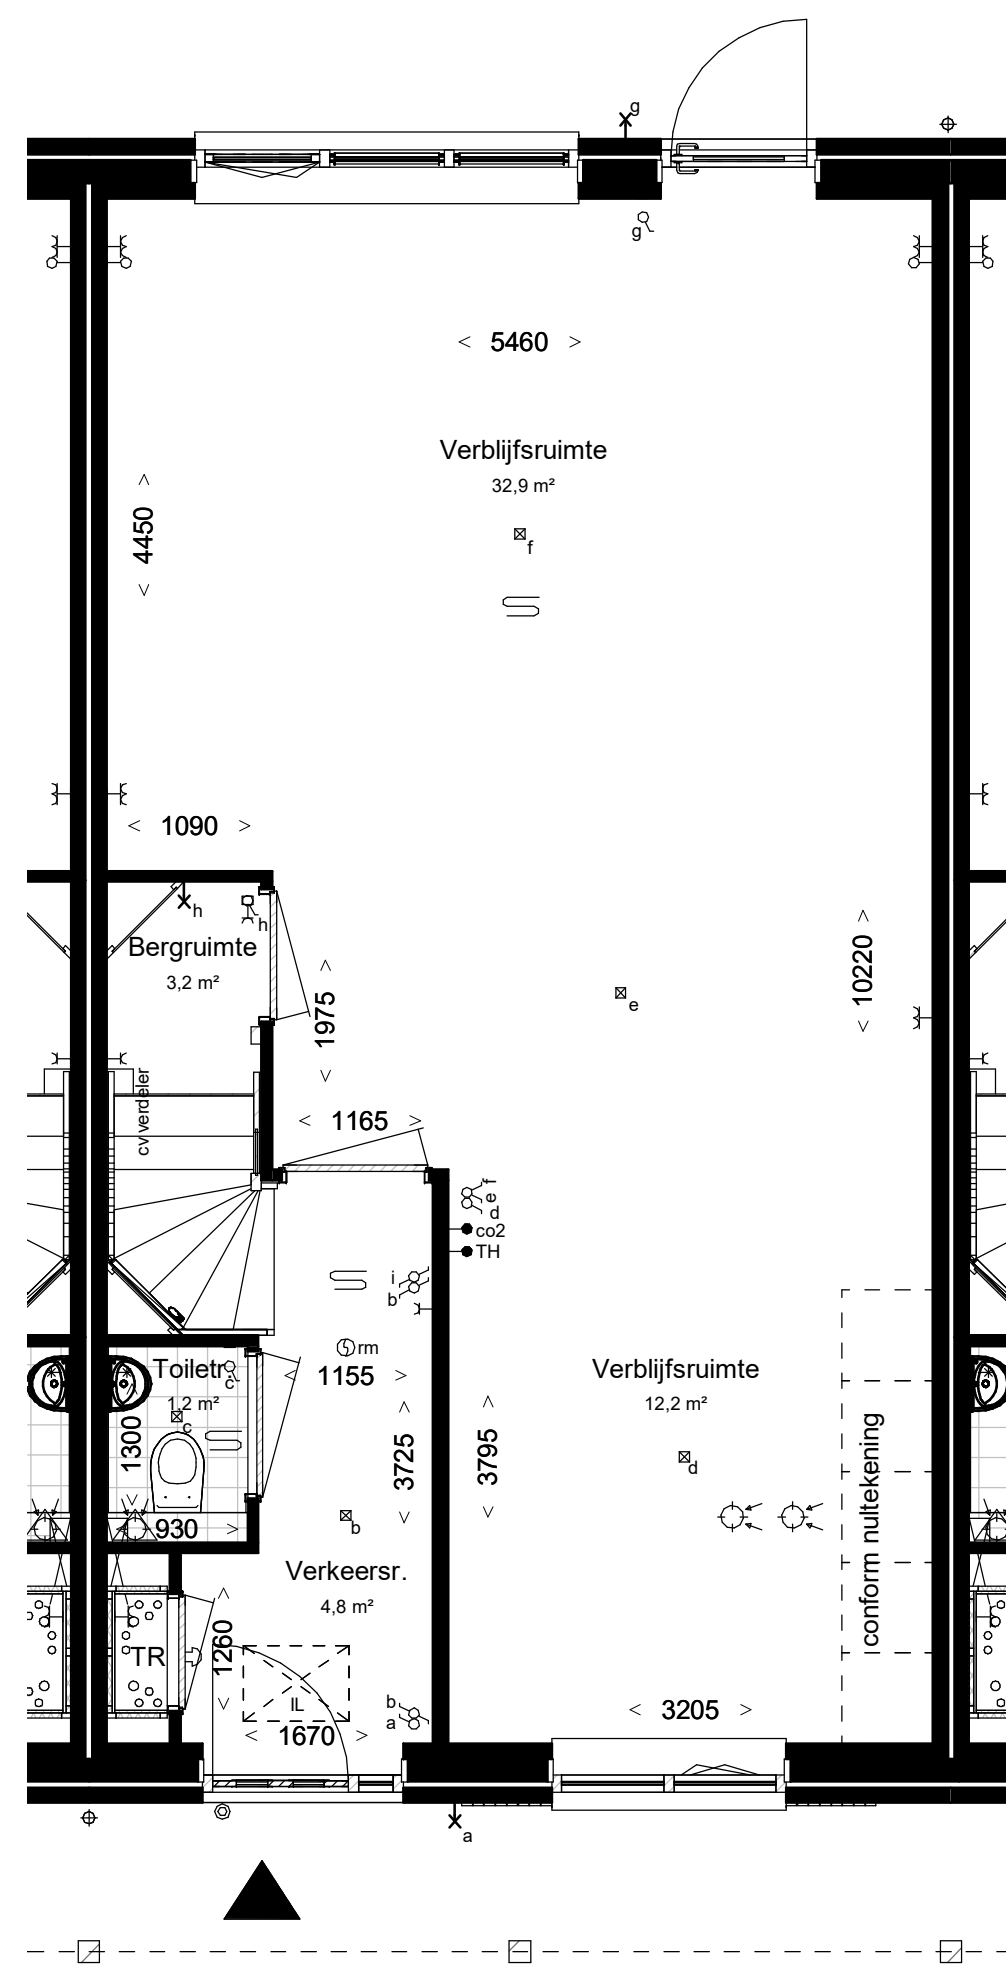 g
g
< 5460 >
Verblijfsruimte
32,9 m²
< 4450 >
f
< 1090 >
h
h
Bergruimte
3,2 m²
< 10220 >
< 1975 >
e
cv verdeler
< 1165 >
f
e
d
co2
TH
i
b
rm
Toiletr.
c
1,2 m²
c
< 1155 >
Verblijfsruimte
12,2 m²
< 1300
< 3725 >
< 3795 >
d
conform nultekening
< 930 >
b
Verkeersr.
4,8 m²
< 1260 >
TR
IL
b
a
< 1670 >
< 3205 >
a